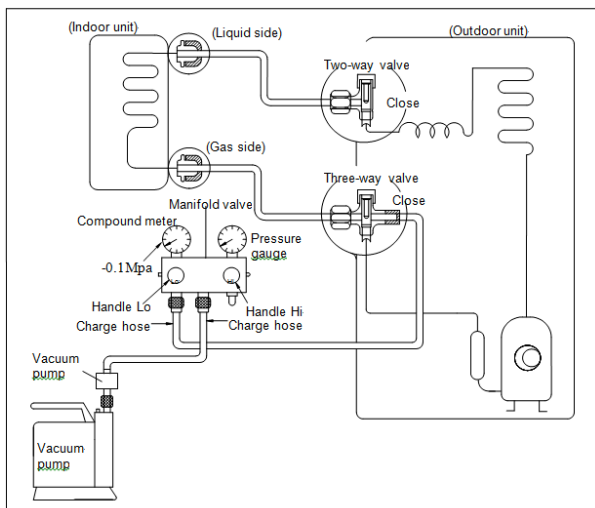 (Indoor unit)
(Liquid side)
(Outdoor unit)
Two-way valve
Close
(Gas side)
Three-way valve
Close
Manifold valve
Compound meter
Pressure
gauge
-0.1Mpa
Handle Lo
Handle Hi
Charge hose
Charge hose
Vacuum
pump
Vacuum
pump